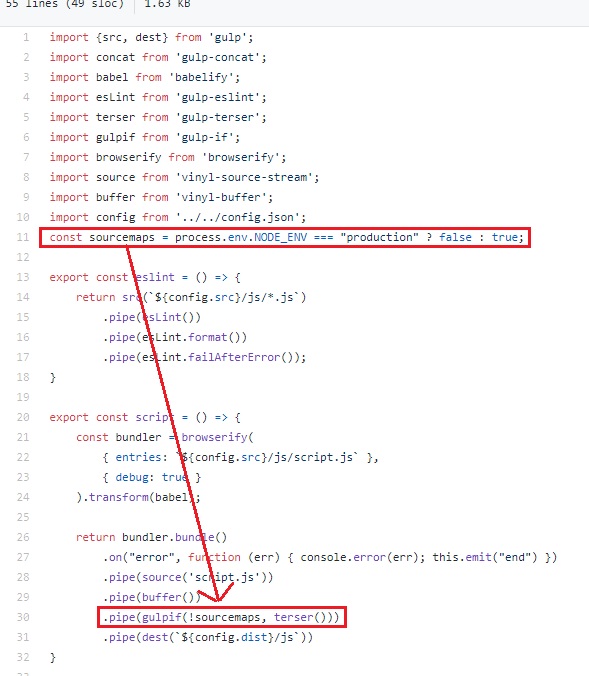 55 lines (49 sloc) 1.63 KB
1 import {src, dest} from 'gulp';
2 import concat from 'gulp-concat';
3 import babel from 'babelify';
4 import esLint from 'gulp-eslint';
5 import terser from 'gulp-terser';
6 import gulpif from 'gulp-if';
7 import browserify from 'browserify';
8 import source from 'vinyl-source-stream';
9 import buffer from 'vinyl-buffer';
10 import config from '../../config.json';
11 const sourcemaps = process.env.NODE_ENV === "production" ? false : true;
12
13 export const eslint = () => {
14 return src(`${config.src}/js/*.js`)
15 .pipe(esLint())
16 .pipe(esLint.format())
17 .pipe(esLint.failAfterError());
18 }
19
20 export const script = () => {
21 const bundler = browserify(
22 { entries: `${config.src}/js/script.js` },
23 { debug: true }
24 ).transform(babel);
25
26 return bundler.bundle()
27 .on("error", function (err) { console.error(err); this.emit("end") })
28 .pipe(source('script.js'))
29 .pipe(buffer())
30 .pipe(gulpif(!sourcemaps, terser()))
31 .pipe(dest(`${config.dist}/js`))
32 }